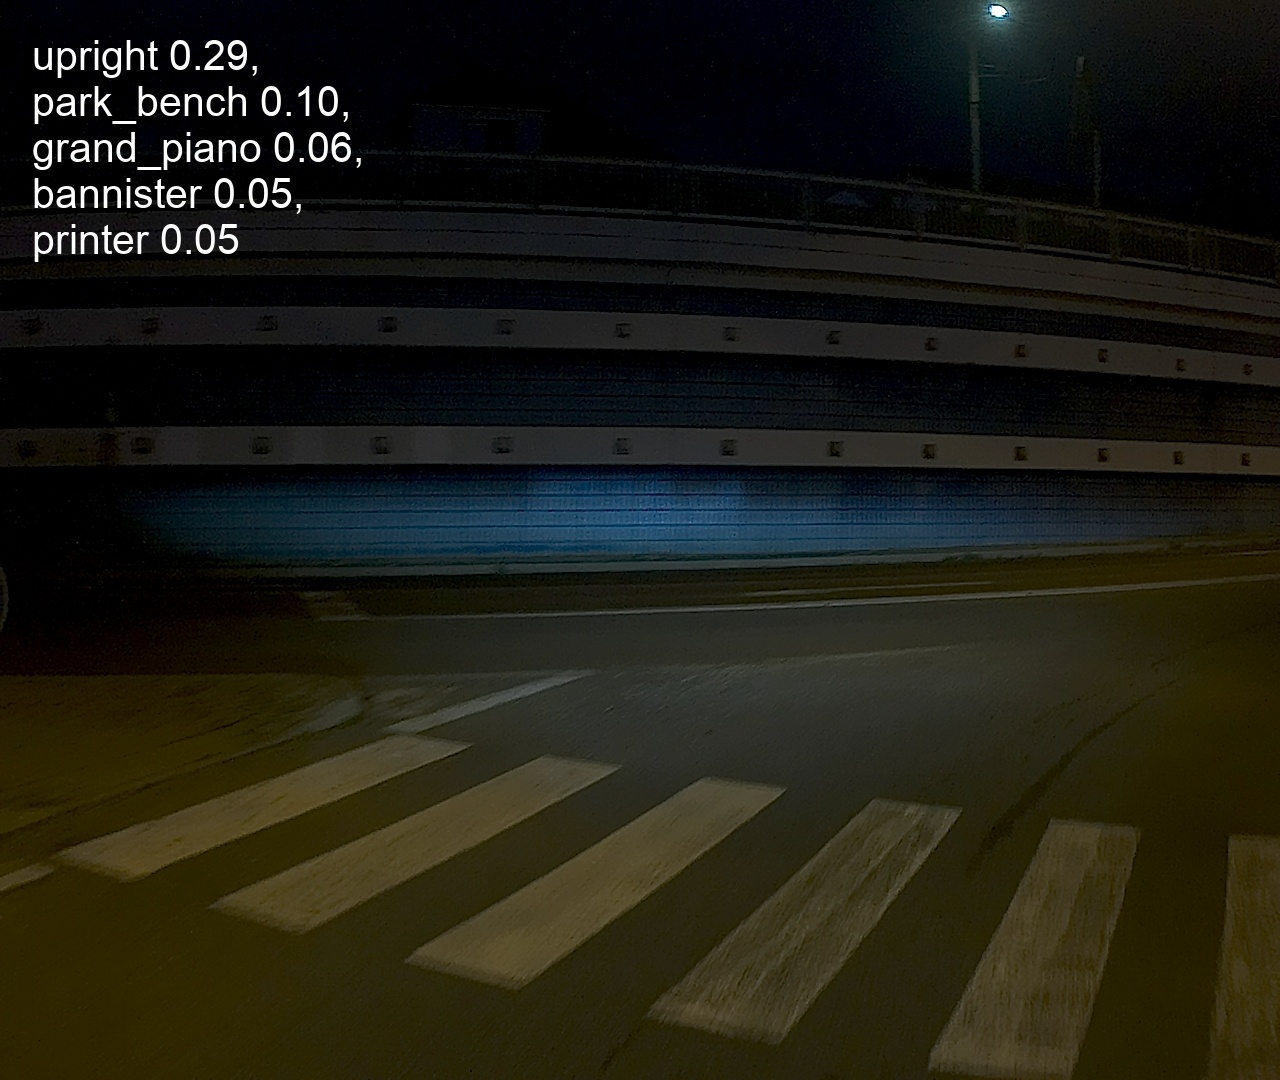 upright 0.29,
park_bench 0.10,
grand_piano 0.06,
bannister 0.05,
printer 0.05